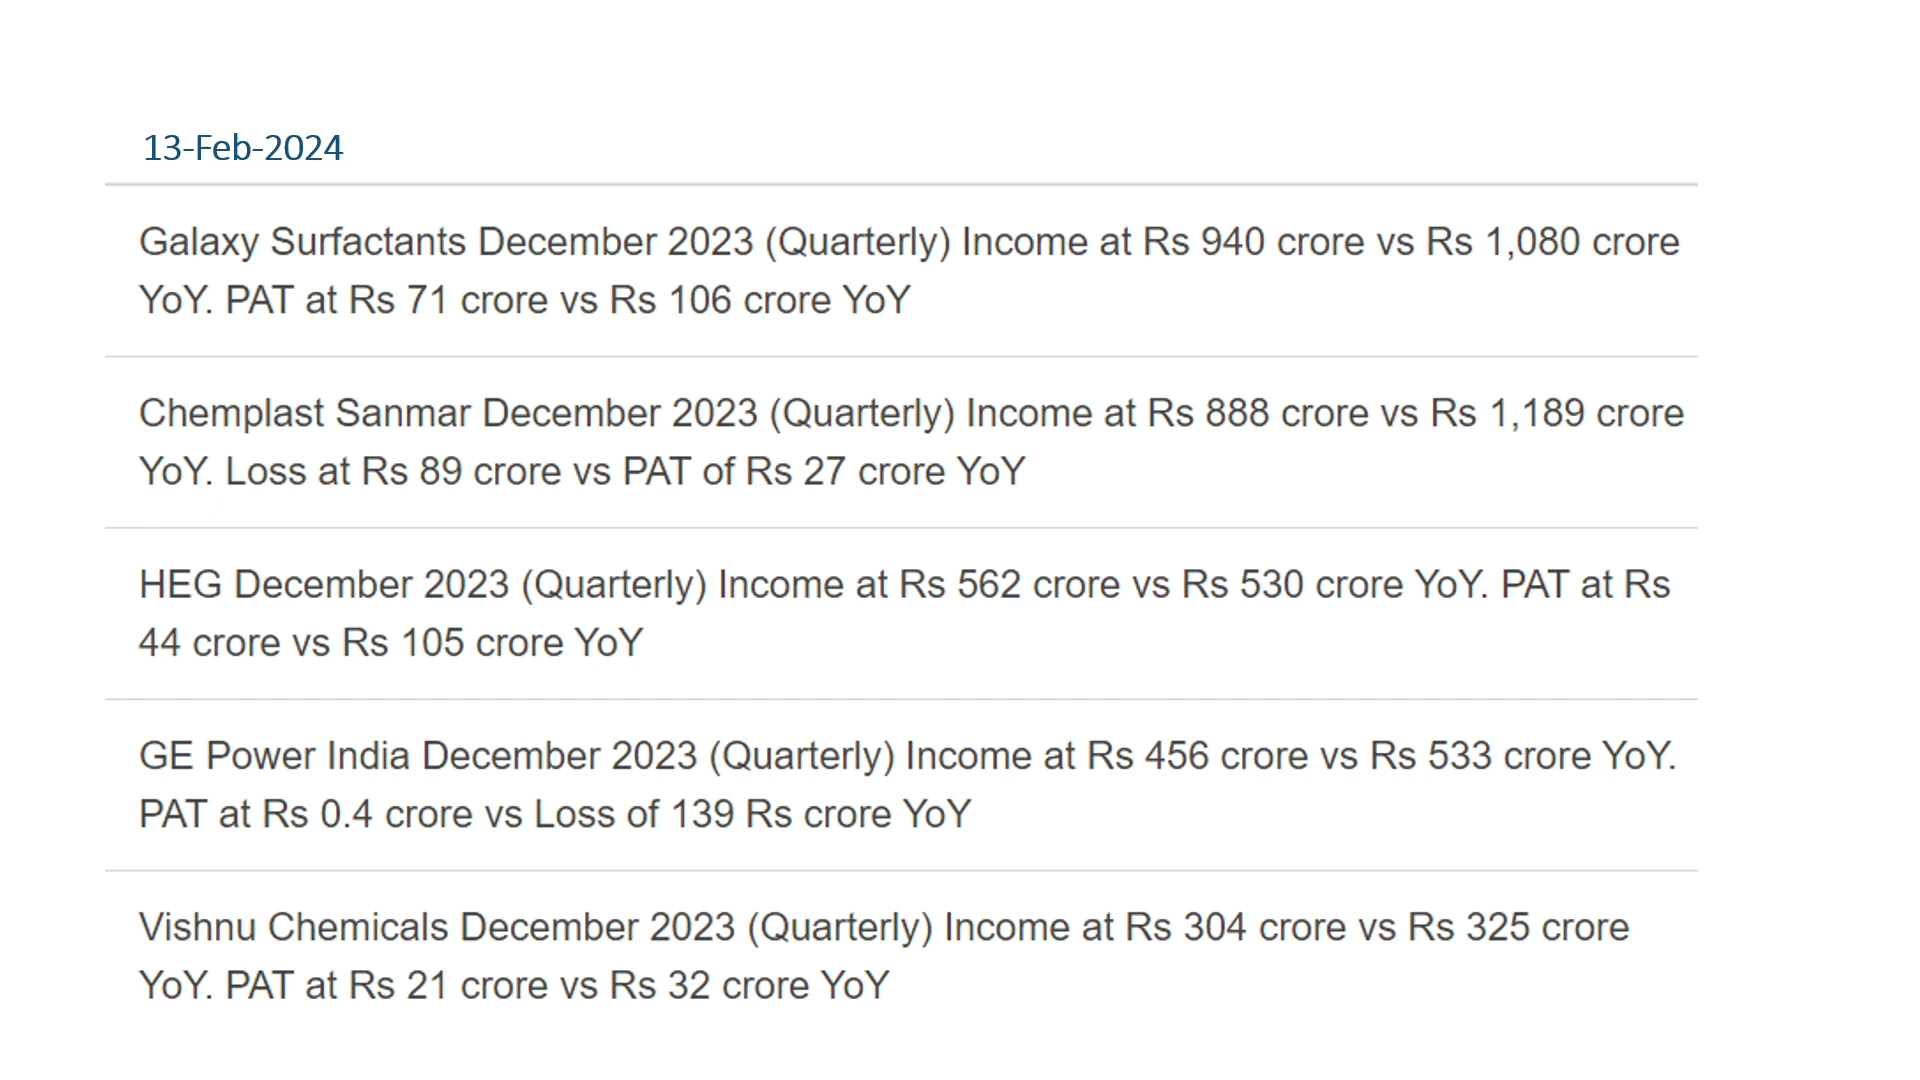 13-Feb-2024
Galaxy Surfactants December 2023 (Quarterly) Income at Rs 940 crore vs Rs 1,080 crore
YoY. PAT at Rs 71 crore vs Rs 106 crore YoY
Chemplast Sanmar December 2023 (Quarterly) Income at Rs 888 crore vs Rs 1,189 crore
YoY. Loss at Rs 89 crore vs PAT of Rs 27 crore YoY
HEG December 2023 (Quarterly) Income at Rs 562 crore vs Rs 530 crore YoY. PAT at Rs
44 crore vs Rs 105 crore YoY
GE Power India December 2023 (Quarterly) Income at Rs 456 crore vs Rs 533 crore YoY.
PAT at Rs 0.4 crore vs Loss of 139 Rs crore YoY
Vishnu Chemicals December 2023 (Quarterly) Income at Rs 304 crore vs Rs 325 crore
YoY. PAT at Rs 21 crore vs Rs 32 crore YoY